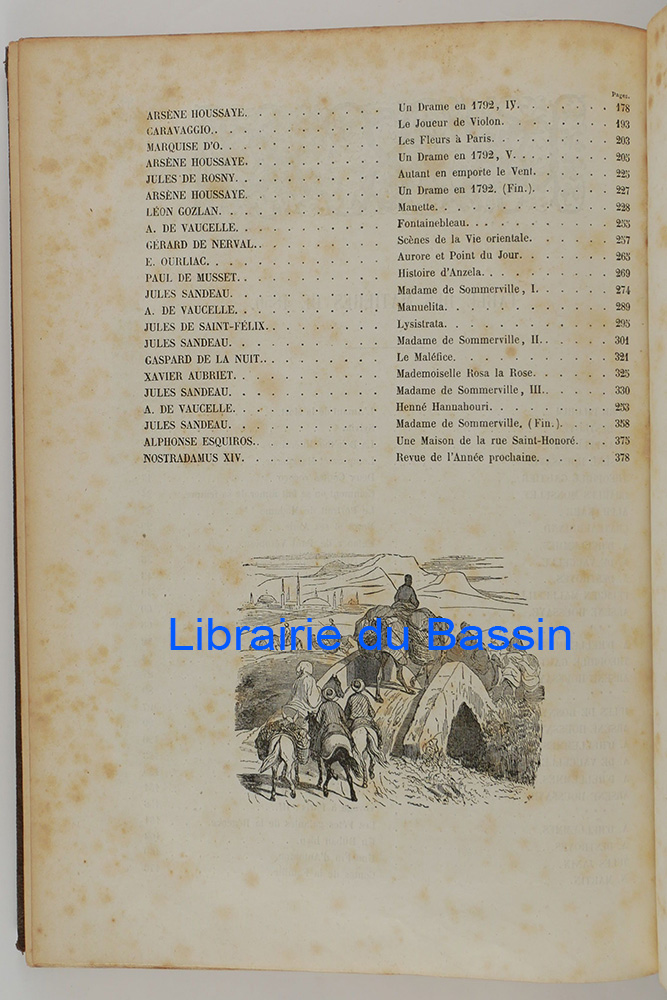 Pages.
ARSÈNE HOUSSAYE. . . . . . . . . Un Drame en 1792, IV. . . . . . . 178
CARAVAGGIO. . . . . . . . . . . Le Joueur de Violon. . . . . . . 193
MARQUISE D'O. . . . . . . . . . Les Fleurs à Paris. . . . . . . . 203
ARSÈNE HOUSSAYE. . . . . . . . . Un Drame en 1792, V. . . . . . . 205
JULES DE ROSNY. . . . . . . . . Autant en emporte le Vent. . . . . 225
ARSÈNE HOUSSAYE. . . . . . . . . Un Drame en 1792. (Fin.). . . . . 227
LÉON GOZLAN. . . . . . . . . . . Manette. . . . . . . . . . . . 228
A. DE VAUCELLE. . . . . . . . . Fontainebleau. . . . . . . . . . 255
GÉRARD DE NERVAL. . . . . . . . Scènes de la Vie orientale. . . . . 257
E. OURLIAC. . . . . . . . . . . Aurore et Point du Jour. . . . . . 265
PAUL DE MUSSET. . . . . . . . . Histoire d'Anzela. . . . . . . . 269
JULES SANDEAU. . . . . . . . . . Madame de Sommerville, I. . . . . 274
A. DE VAUCELLE. . . . . . . . . Manuelita. . . . . . . . . . . 289
JULES DE SAINT-FÉLIX. . . . . . . Lysistrata. . . . . . . . . . . 295
JULES SANDEAU. . . . . . . . . . Madame de Sommerville, II. . . . . 301
GASPARD DE LA NUIT. . . . . . . . Le Maléfice. . . . . . . . . . 321
XAVIER AUBRIET. . . . . . . . . Mademoiselle Rosa la Rose. . . . . 325
JULES SANDEAU. . . . . . . . . . Madame de Sommerville, III. . . . . 330
A. DE VAUCELLE. . . . . . . . . Henné Hannahouri. . . . . . . . 253
JULES SANDEAU. . . . . . . . . . Madame de Sommerville. (Fin.). . . . 358
ALPHONSE ESQUIROS. . . . . . . . Une Maison de la rue Saint-Honoré. . . 375
NOSTRADAMUS XIV. . . . . . . . . Revue de l'Année prochaine. . . . . 378
Librairie du Bassin